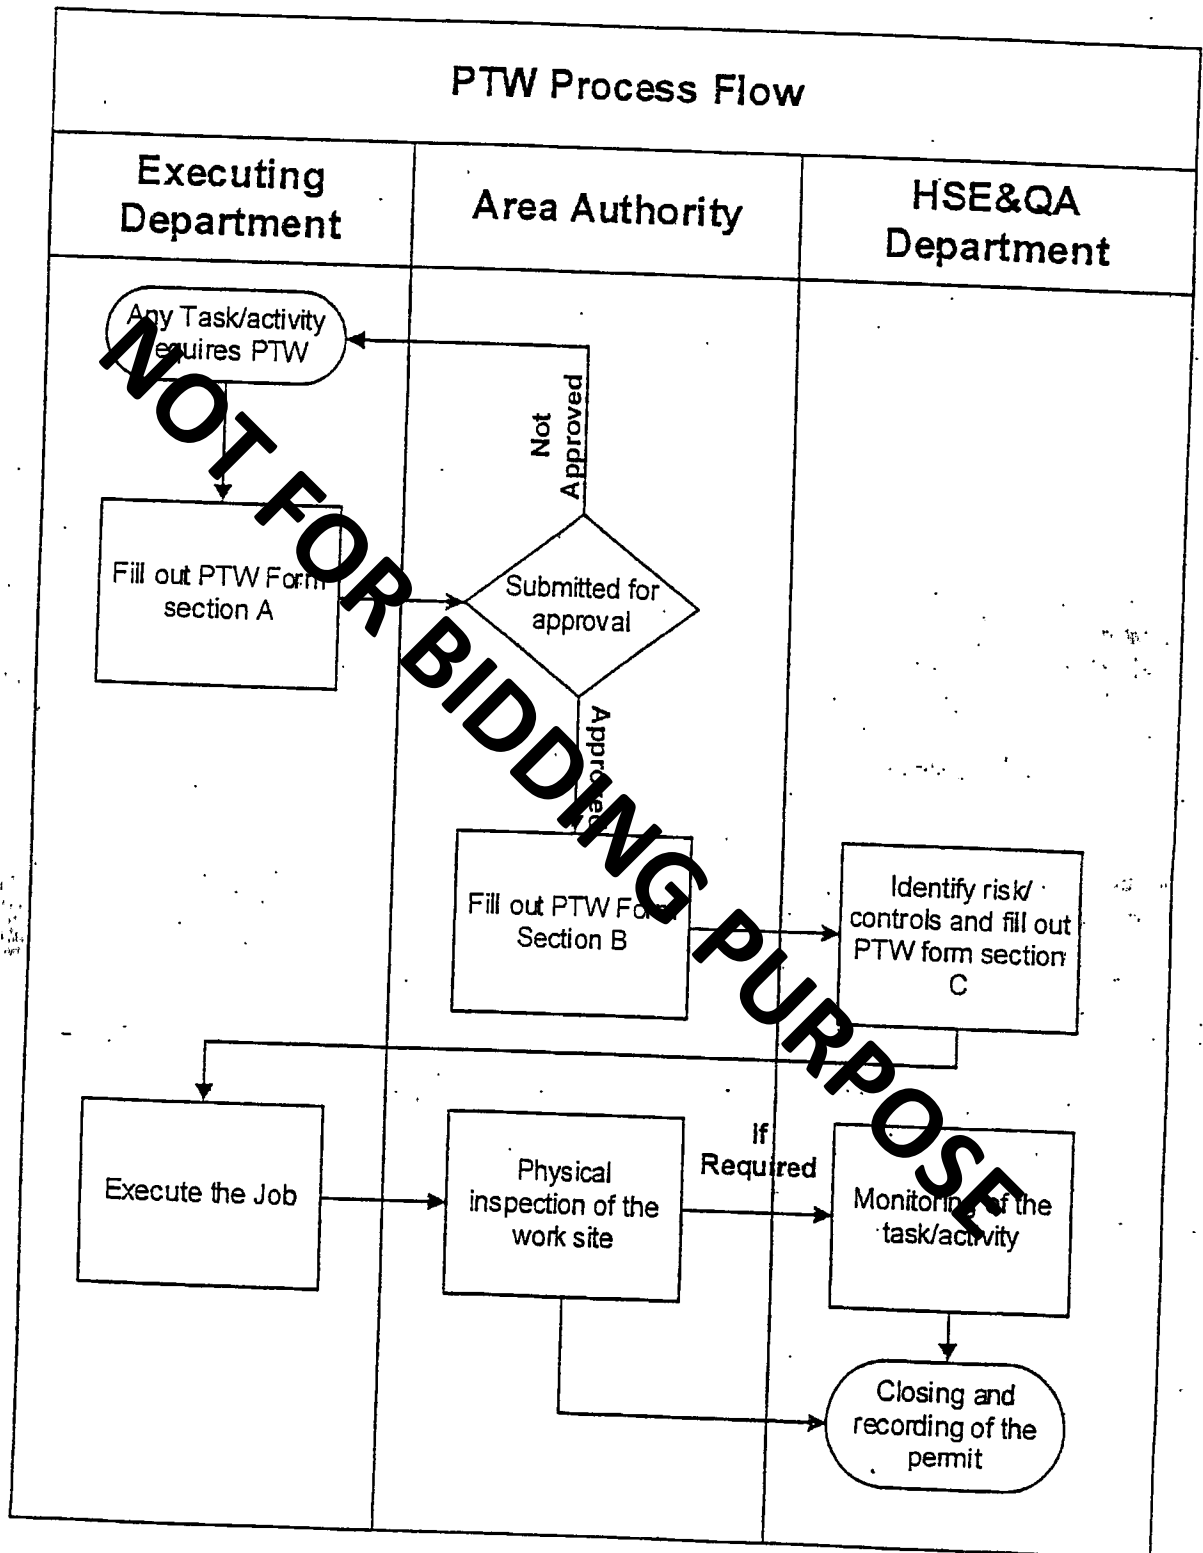 PTW Process Flow
Executing
Department
Area Authority
HSE&QA
Department
Any Task/activity
requires PTW
Not
Approved
Fill out PTW Form
section A
Submitted for
approval
Approved
Fill out PTW Form
Section B
Identify risk/
controls and fill out
PTW form section
C
Execute the Job
Physical
inspection of the
work site
If
Required
Monitoring of the
task/activity
Closing and
recording of the
permit
NOT FOR BIDDING PURPOSE